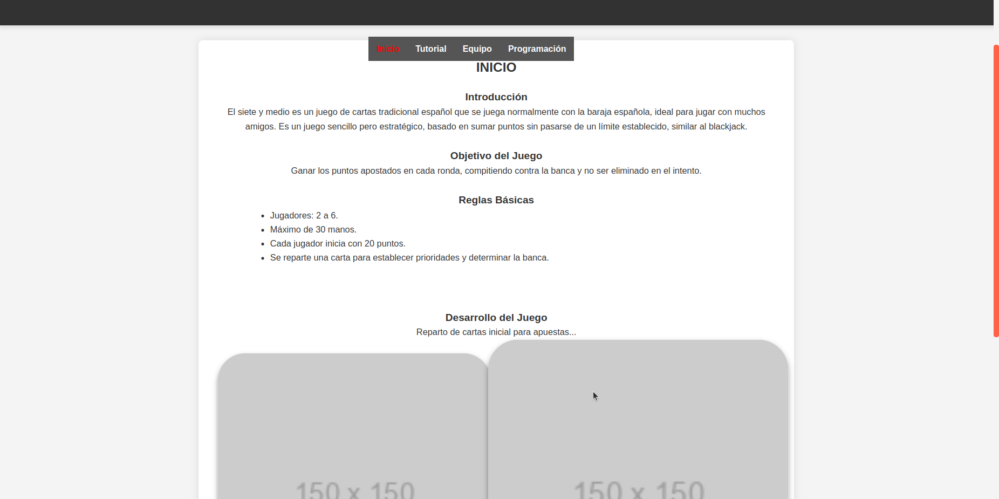 Inicio Tutorial Equipo Programación
INICIO
Introducción
El siete y medio es un juego de cartas tradicional español que se juega normalmente con la baraja española, ideal para jugar con muchos
amigos. Es un juego sencillo pero estratégico, basado en sumar puntos sin pasarse de un límite establecido, similar al blackjack.
Objetivo del Juego
Ganar los puntos apostados en cada ronda, compitiendo contra la banca y no ser eliminado en el intento.
Reglas Básicas
• Jugadores: 2 a 6.
• Máximo de 30 manos.
• Cada jugador inicia con 20 puntos.
• Se reparte una carta para establecer prioridades y determinar la banca.
Desarrollo del Juego
Reparto de cartas inicial para apuestas...
150 x 150 150 x 150